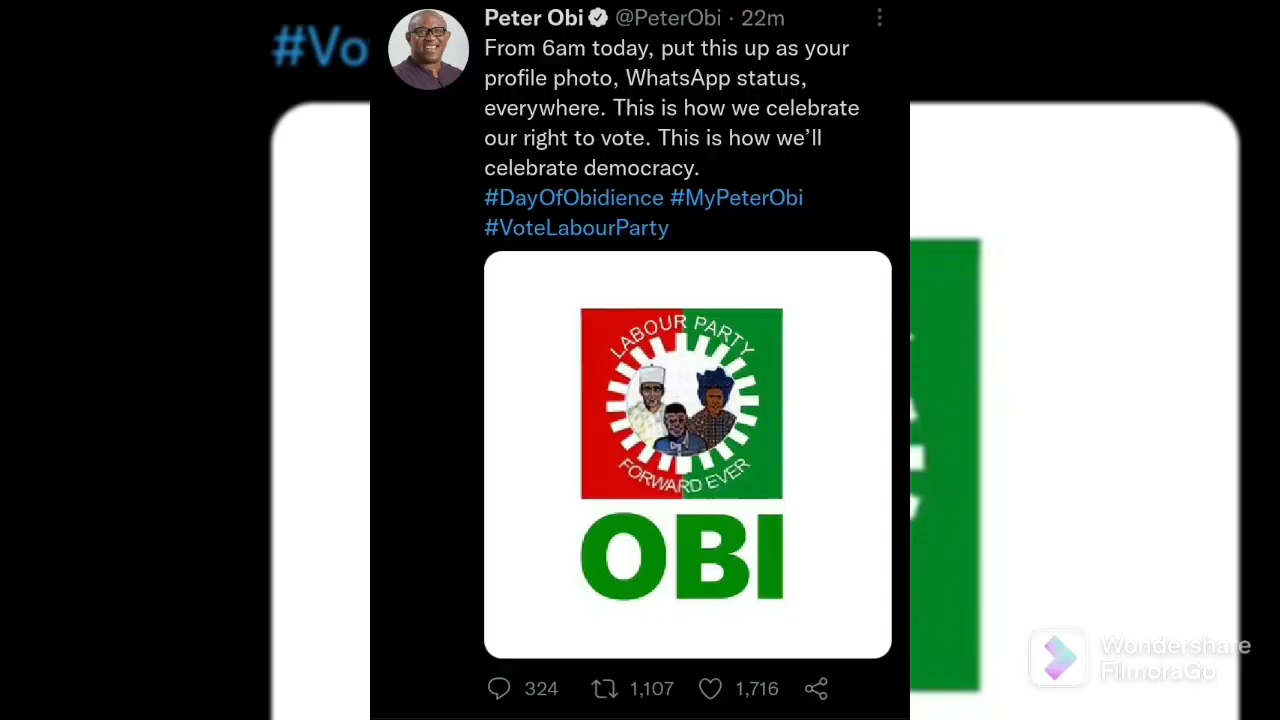 #Vo
Peter Obi @PeterObi · 22m
From 6am today, put this up as your
profile photo, WhatsApp status,
everywhere. This is how we celebrate
our right to vote. This is how we’ll
celebrate democracy.
#DayOfObidience #MyPeterObi
#VoteLabourParty
LABOUR PARTY
FORWARD EVER
OBI
324 1,107 1,716
Wondershare
FilmoraGo